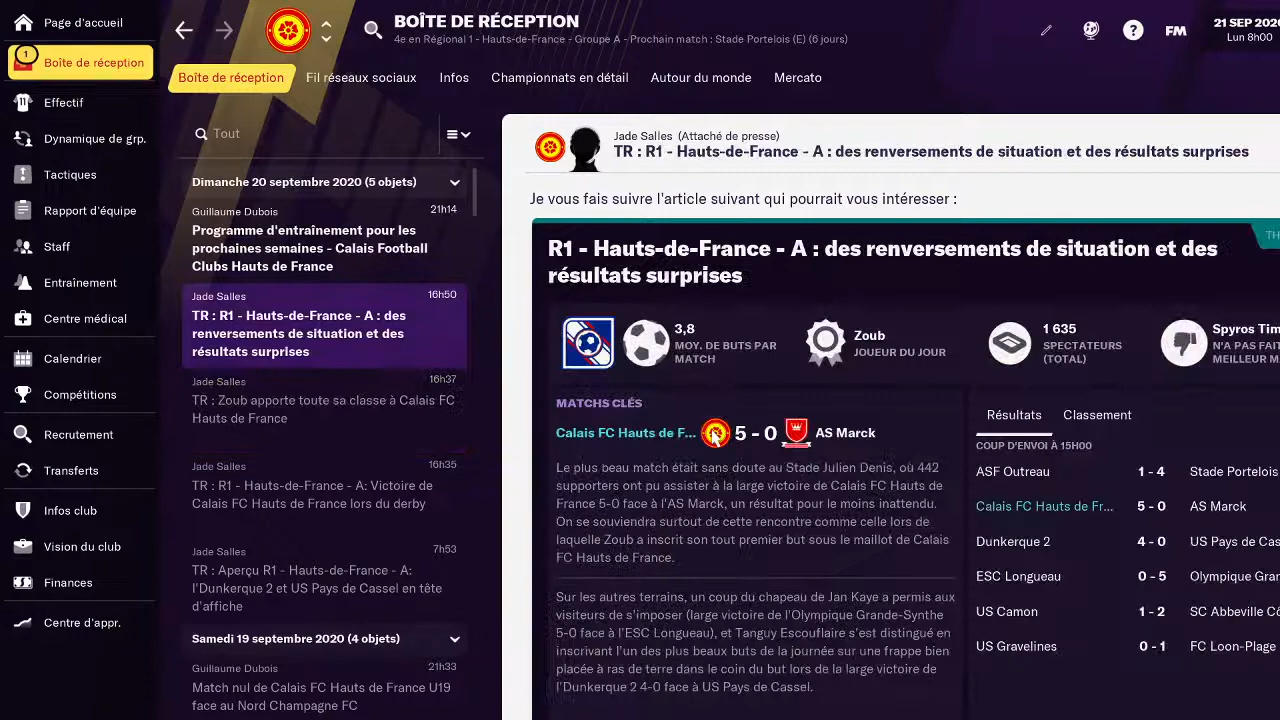 Page d'accueil
1
Boîte de réception
Effectif
Dynamique de grp.
Tactiques
Rapport d'équipe
Staff
Entraînement
Centre médical
Calendrier
Compétitions
Recrutement
Transferts
Infos club
Vision du club
Finances
Centre d'appr.
BOÎTE DE RÉCEPTION
4e en Régional 1 - Hauts-de-France - Groupe A - Prochain match : Stade Portelois (E) (6 jours)
FM
21 SEP 2020
Lun 8h00
Boîte de réception
Fil réseaux sociaux
Infos
Championnats en détail
Autour du monde
Mercato
Tout
Dimanche 20 septembre 2020 (5 objets)
Guillaume Dubois 21h14
Programme d'entraînement pour les
prochaines semaines - Calais Football
Clubs Hauts de France
Jade Salles 16h50
TR : R1 - Hauts-de-France - A : des
renversements de situation et des
résultats surprises
Jade Salles 16h37
TR : Zoub apporte toute sa classe à Calais FC
Hauts de France
Jade Salles 16h35
TR : R1 - Hauts-de-France - A: Victoire de
Calais FC Hauts de France lors du derby
Jade Salles 7h53
TR : Aperçu R1 - Hauts-de-France - A:
l'Dunkerque 2 et US Pays de Cassel en tête
d'affiche
Samedi 19 septembre 2020 (4 objets)
Guillaume Dubois 21h33
Match nul de Calais FC Hauts de France U19
face au Nord Champagne FC
Jade Salles (Attaché de presse)
TR : R1 - Hauts-de-France - A : des renversements de situation et des résultats surprises
Je vous fais suivre l'article suivant qui pourrait vous intéresser :
TH
R1 - Hauts-de-France - A : des renversements de situation et des
résultats surprises
3,8
MOY. DE BUTS PAR
MATCH
Zoub
JOUEUR DU JOUR
1 635
SPECTATEURS
(TOTAL)
Spyros Tim
N'A PAS FAIT
MEILLEUR M
MATCHS CLÉS
Calais FC Hauts de F... 5 - 0 AS Marck
Le plus beau match était sans doute au Stade Julien Denis, où 442
supporters ont pu assister à la large victoire de Calais FC Hauts de
France 5-0 face à l'AS Marck, un résultat pour le moins inattendu.
On se souviendra surtout de cette rencontre comme celle lors de
laquelle Zoub a inscrit son tout premier but sous le maillot de Calais
FC Hauts de France.
Sur les autres terrains, un coup du chapeau de Jan Kaye a permis aux
visiteurs de s'imposer (large victoire de l'Olympique Grande-Synthe
5-0 face à l'ESC Longueau), et Tanguy Escouflaire s'est distingué en
inscrivant l'un des plus beaux buts de la journée sur une frappe bien
placée à ras de terre dans le coin du but lors de la large victoire de
l'Dunkerque 2 4-0 face à US Pays de Cassel.
Résultats
Classement
COUP D'ENVOI À 15H00
ASF Outreau 1 - 4 Stade Portelois
Calais FC Hauts de Fr... 5 - 0 AS Marck
Dunkerque 2 4 - 0 US Pays de Cas
ESC Longueau 0 - 5 Olympique Gran
US Camon 1 - 2 SC Abbeville Cô
US Gravelines 0 - 1 FC Loon-Plage